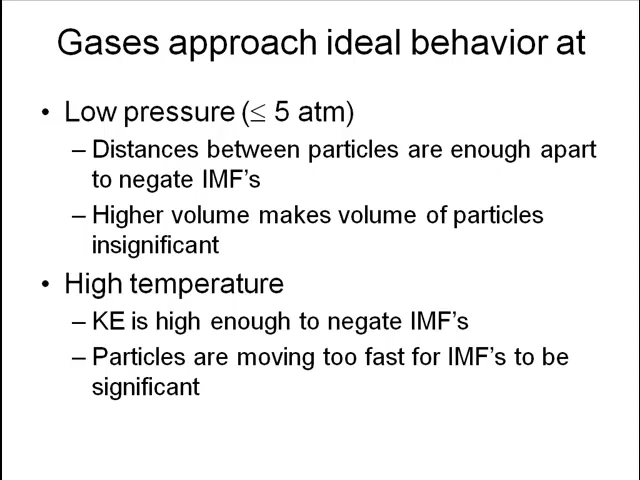 Gases approach ideal behavior at
• Low pressure (≤ 5 atm)
– Distances between particles are enough apart
to negate IMF's
– Higher volume makes volume of particles
insignificant
• High temperature
– KE is high enough to negate IMF's
– Particles are moving too fast for IMF's to be
significant